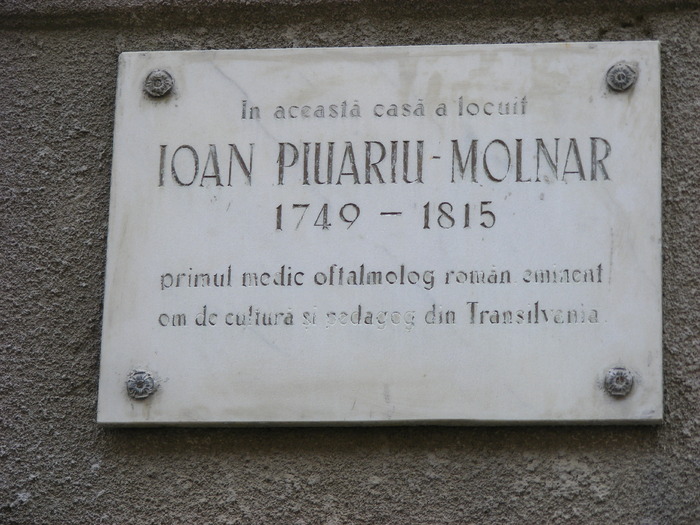 In această casă a locuit
IOAN PIUARIU-MOLNAR
1749 - 1815
primul medic oftalmolog român eminent
om de cultură si pedagog din Transilvania